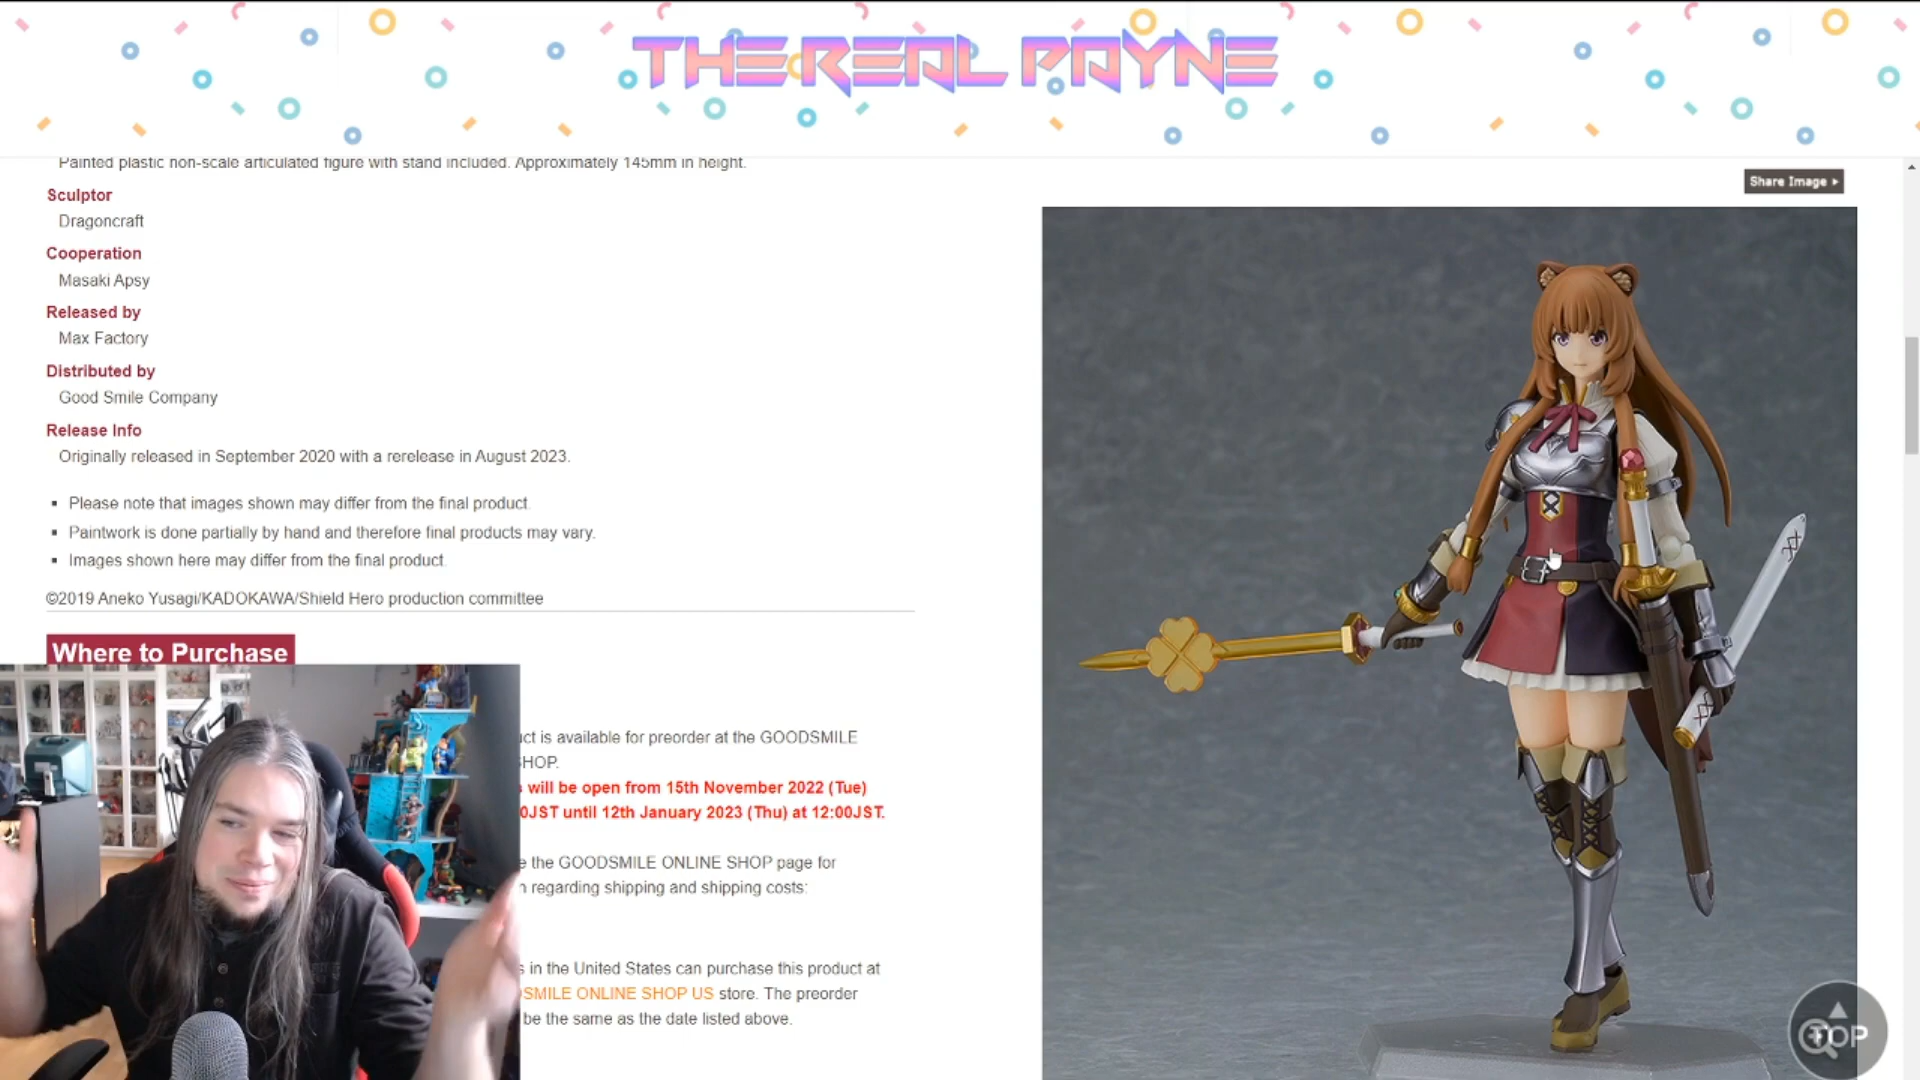 THE REAL PAYNE
Painted plastic non-scale articulated figure with stand included. Approximately 145mm in height.
Sculptor
Dragoncraft
Cooperation
Masaki Apsy
Released by
Max Factory
Distributed by
Good Smile Company
Release Info
Originally released in September 2020 with a rerelease in August 2023.
Please note that images shown may differ from the final product.
Paintwork is done partially by hand and therefore final products may vary.
Images shown here may differ from the final product.
©2019 Aneko Yusagi/KADOKAWA/Shield Hero production committee
Where to Purchase
is available for preorder at the GOODSMILE
will be open from 15th November 2022 (Tue)
until 12th January 2023 (Thu) at 12:00JST.
the GOODSMILE ONLINE SHOP page for
regarding shipping and shipping costs:
in the United States can purchase this product at
ONLINE SHOP US store. The preorder
be the same as the date listed above.
Share Image
TOP